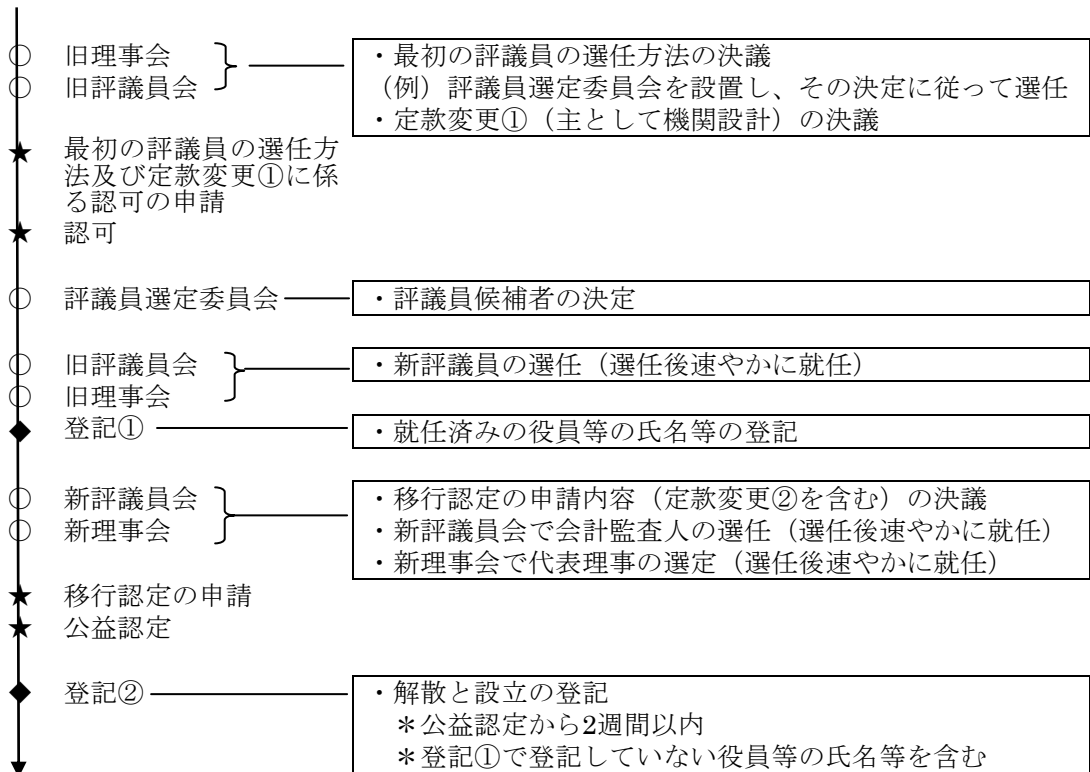 ○ 旧理事会
・最初の評議員の選任方法の決議
○ 旧評議員会
（例）評議員選定委員会を設置し、その決定に従って選任
・定款変更①（主として機関設計）の決議
★ 最初の評議員の選任方
法及び定款変更①に係
る認可の申請
★ 認可
○ 評議員選定委員会
・評議員候補者の決定
○ 旧評議員会
・新評議員の選任（選任後速やかに就任）
○ 旧理事会
◆ 登記①
・就任済みの役員等の氏名等の登記
○ 新評議員会
・移行認定の申請内容（定款変更②を含む）の決議
○ 新理事会
・新評議員会で会計監査人の選任（選任後速やかに就任）
・新理事会で代表理事の選定（選任後速やかに就任）
★ 移行認定の申請
★ 公益認定
◆ 登記②
・解散と設立の登記
＊公益認定から2週間以内
＊登記①で登記していない役員等の氏名等を含む